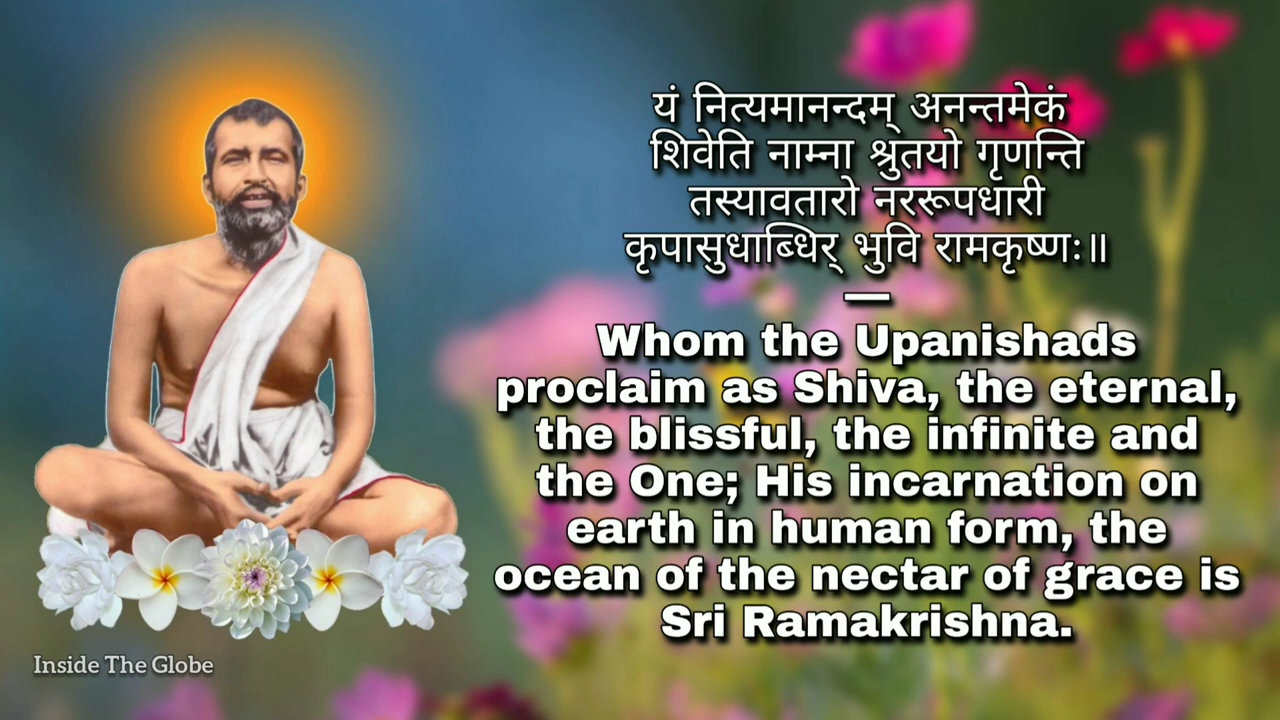 यं नित्यमानन्दम् अनन्तमेकं
शिवेति नाम्ना श्रुतयो गृणन्ति
तस्यावतारो नररूपधारी
कृपासुधाब्धिर् भुवि रामकृष्णः॥
—
Whom the Upanishads
proclaim as Shiva, the eternal,
the blissful, the infinite and
the One; His incarnation on
earth in human form, the
ocean of the nectar of grace is
Sri Ramakrishna.
Inside The Globe